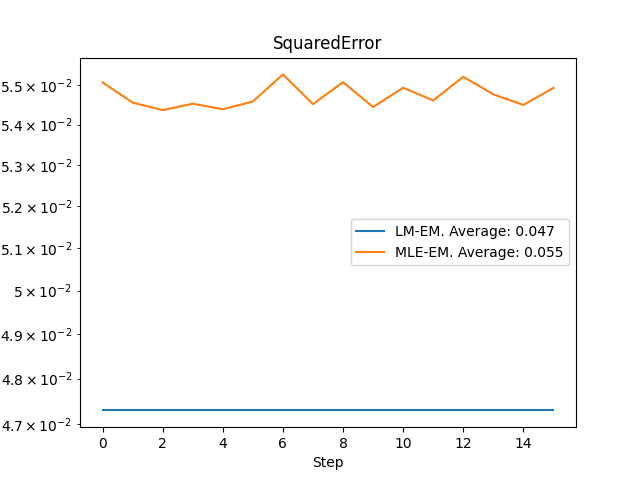 SquaredError
5.5 × 10⁻²
5.4 × 10⁻²
5.3 × 10⁻²
5.2 × 10⁻²
5.1 × 10⁻²
5 × 10⁻²
4.9 × 10⁻²
4.8 × 10⁻²
4.7 × 10⁻²
LM-EM. Average: 0.047
MLE-EM. Average: 0.055
0 2 4 6 8 10 12 14
Step